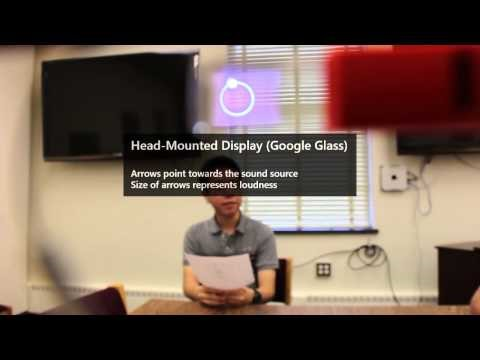 Head-Mounted Display (Google Glass)
Arrows point towards the sound source
Size of arrows represents loudness